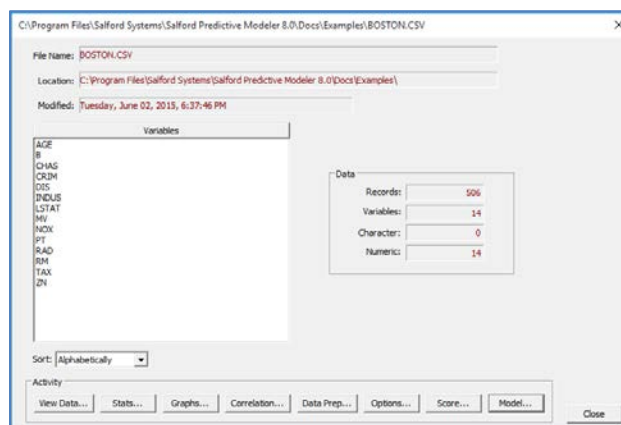 C:\Program Files\Salford Systems\Salford Predictive Modeler 8.0\Docs\Examples\BOSTON.CSV
File Name: BOSTON.CSV
Location: C:\Program Files\Salford Systems\Salford Predictive Modeler 8.0\Docs\Examples\
Modified: Tuesday, June 02, 2015, 6:37:46 PM
Variables
AGE
B
CHAS
CRIM
DIS
INDUS
LSTAT
MV
NOX
PT
RAD
RM
TAX
ZN
Data
Records: 506
Variables: 14
Character: 0
Numeric: 14
Sort: Alphabetically
Activity
View Data... Stats... Graphs... Correlation... Data Prep... Options... Score... Model...
Close